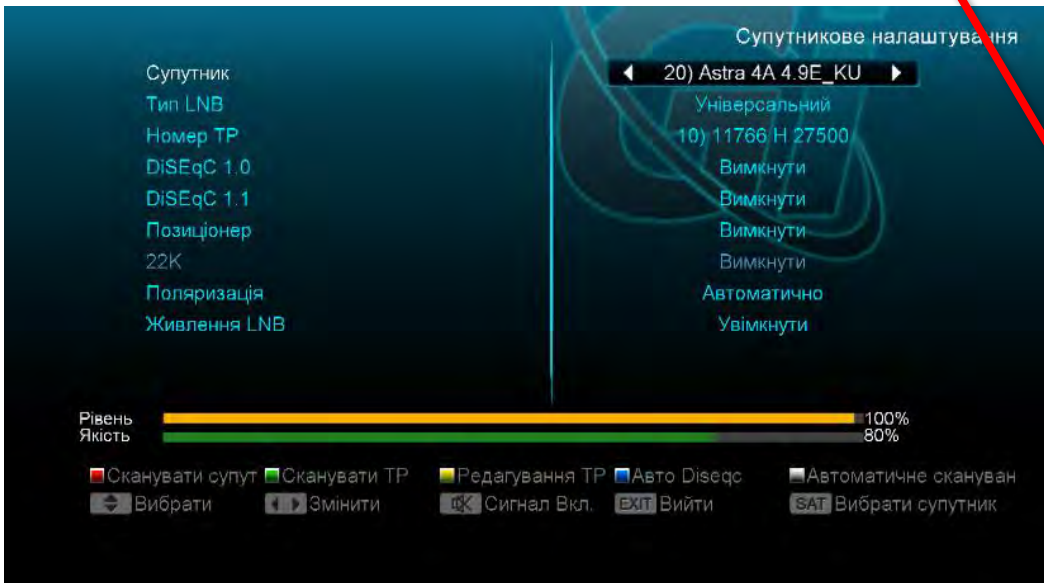 Супутникове налаштування
Супутник 20) Astra 4A 4.9E_KU
Тип LNB Універсальний
Номер TP 10) 11766 H 27500
DiSEqC 1.0 Вимкнути
DiSEqC 1.1 Вимкнути
Позиціонер Вимкнути
22K Вимкнути
Поляризація Автоматично
Живлення LNB Увімкнути
Рівень 100%
Якість 80%
Сканувати супут Сканувати TP Редагування TP Авто Diseqc Автоматичне скануван
Вибрати Змінити Сигнал Вкл. EXIT Вийти SAT Вибрати супутник